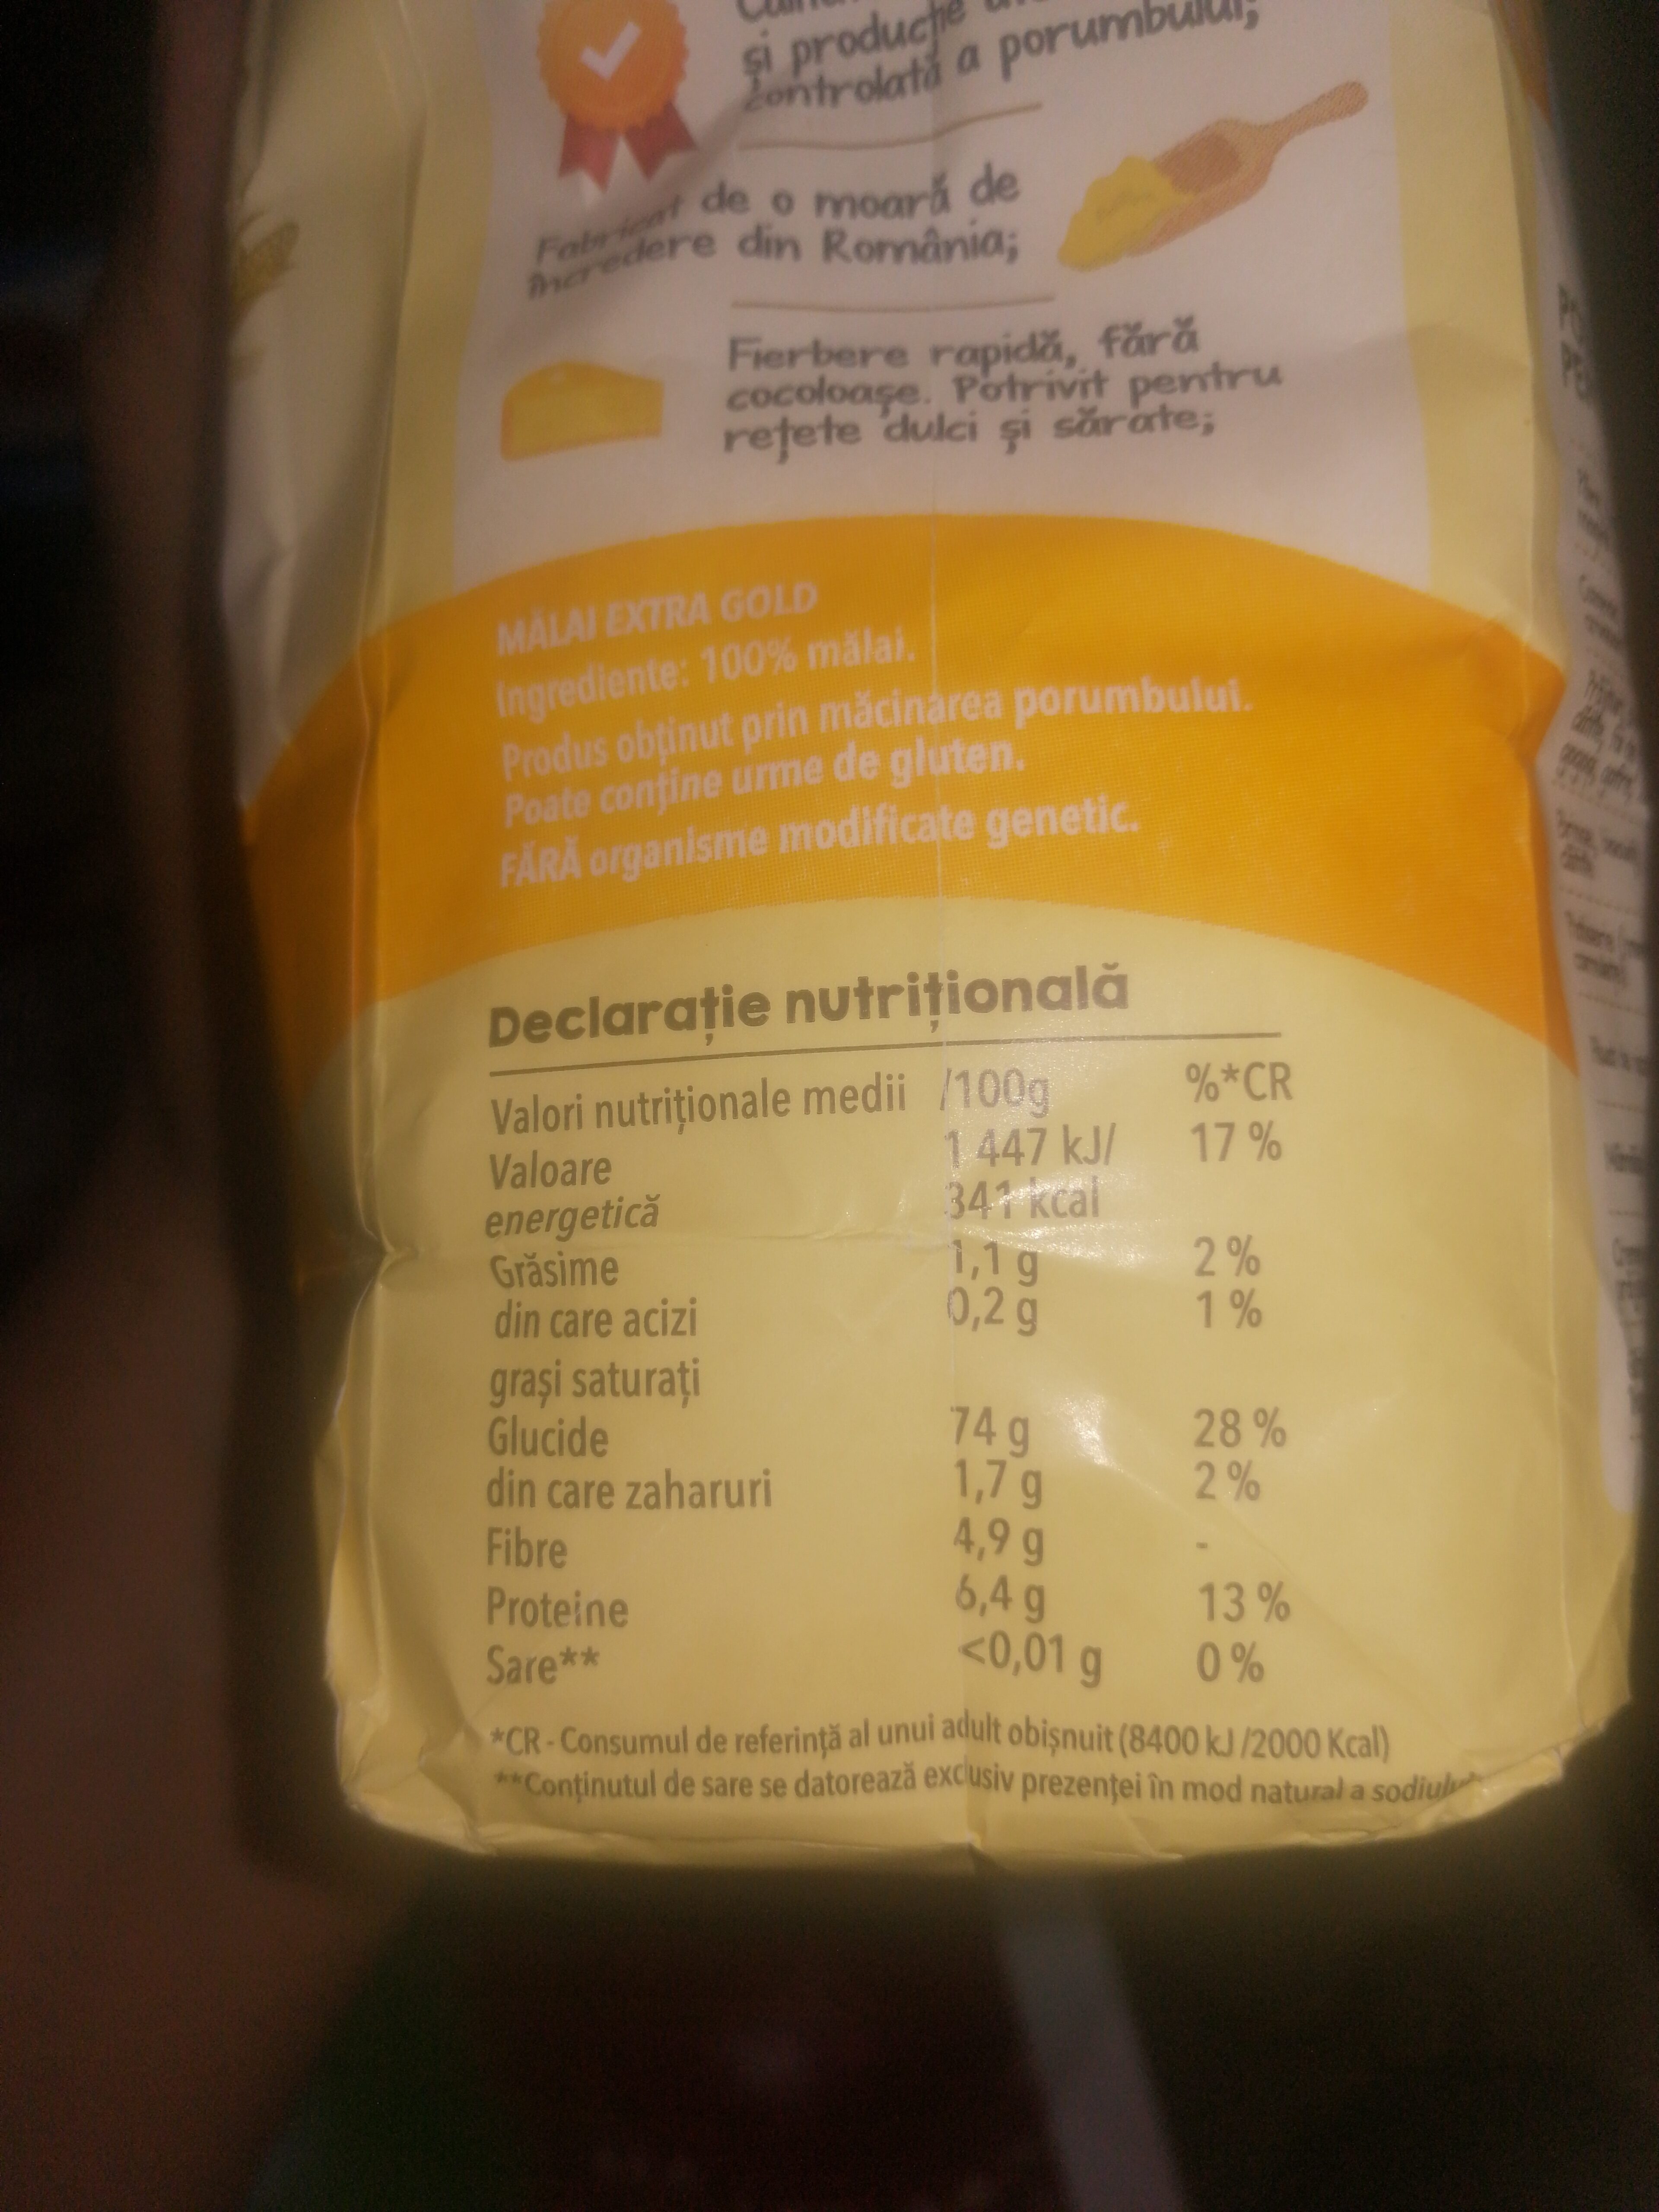 și producție
controlată a porumbului;
Fabricat de o moară de
încredere din România;
Fierbere rapidă, fără
cocoloașe. Potrivit pentru
rețete dulci și sărate;
MĂLAI EXTRA GOLD
Ingrediente: 100% mălai.
Produs obținut prin măcinarea porumbului.
Poate conține urme de gluten.
FĂRĂ organisme modificate genetic.
Declarație nutrițională
Valori nutriționale medii /100g %*CR
Valoare 1 447 kJ/ 17 %
energetică 341 kcal
Grăsime 1,1 g 2 %
din care acizi 0,2 g 1 %
grași saturați
Glucide 74 g 28 %
din care zaharuri 1,7 g 2 %
Fibre 4,9 g -
Proteine 6,4 g 13 %
Sare** <0,01 g 0 %
*CR - Consumul de referință al unui adult obișnuit (8400 kJ /2000 Kcal)
**Conținutul de sare se datorează exclusiv prezenței în mod natural a sodiului